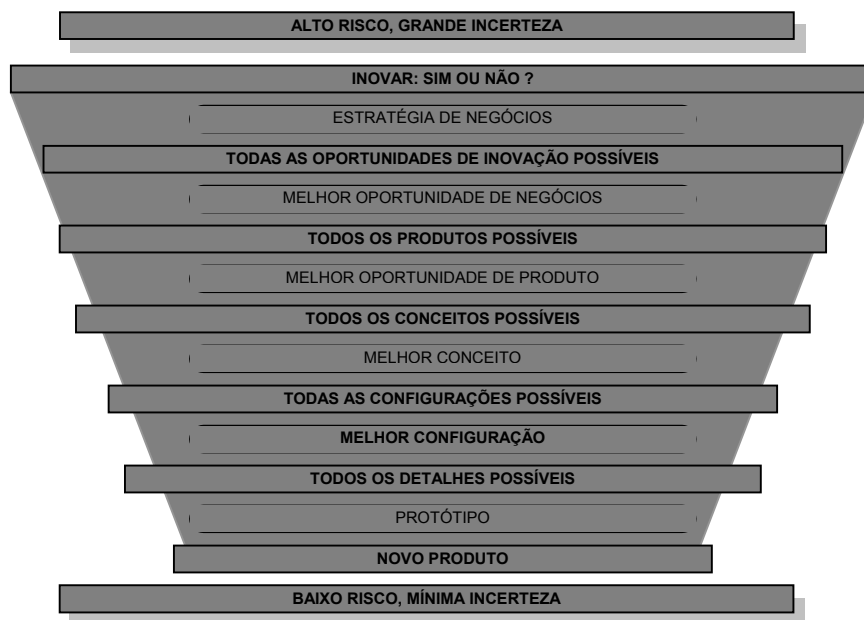 ALTO RISCO, GRANDE INCERTEZA
INOVAR: SIM OU NÃO ?
ESTRATÉGIA DE NEGÓCIOS
TODAS AS OPORTUNIDADES DE INOVAÇÃO POSSÍVEIS
MELHOR OPORTUNIDADE DE NEGÓCIOS
TODOS OS PRODUTOS POSSÍVEIS
MELHOR OPORTUNIDADE DE PRODUTO
TODOS OS CONCEITOS POSSÍVEIS
MELHOR CONCEITO
TODAS AS CONFIGURAÇÕES POSSÍVEIS
MELHOR CONFIGURAÇÃO
TODOS OS DETALHES POSSÍVEIS
PROTÓTIPO
NOVO PRODUTO
BAIXO RISCO, MÍNIMA INCERTEZA